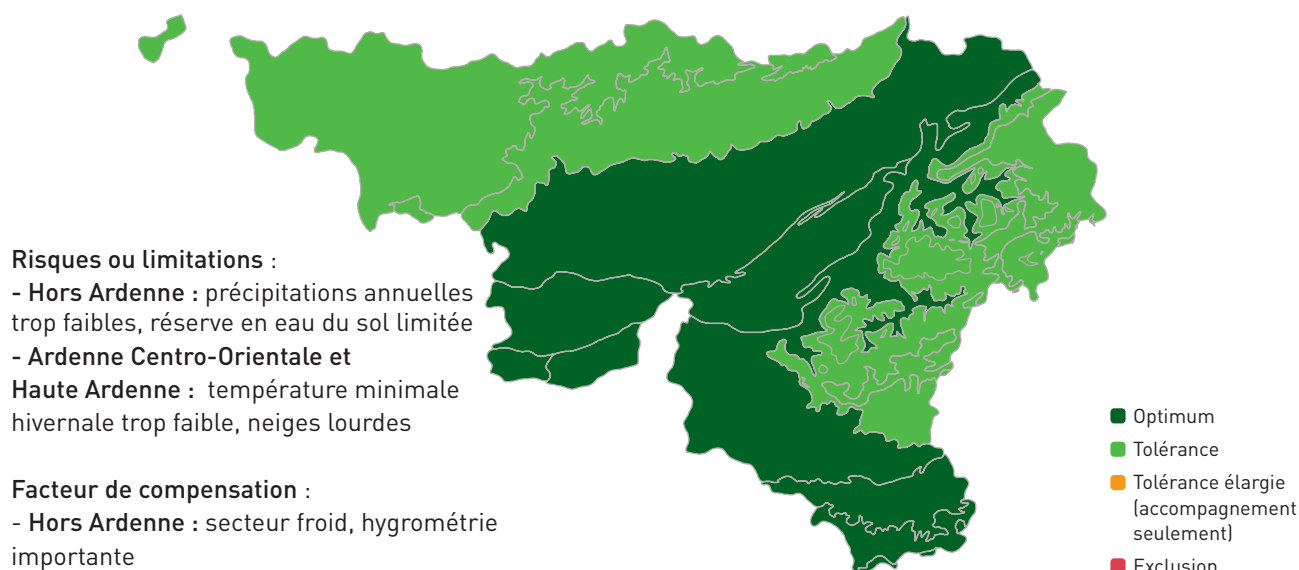 Risques ou limitations :
- Hors Ardenne : précipitations annuelles
trop faibles, réserve en eau du sol limitée
- Ardenne Centro-Orientale et
Haute Ardenne : température minimale
hivernale trop faible, neiges lourdes
Facteur de compensation :
- Hors Ardenne : secteur froid, hygrométrie
importante
Optimum
Tolérance
Tolérance élargie
(accompagnement
seulement)
Exclusion